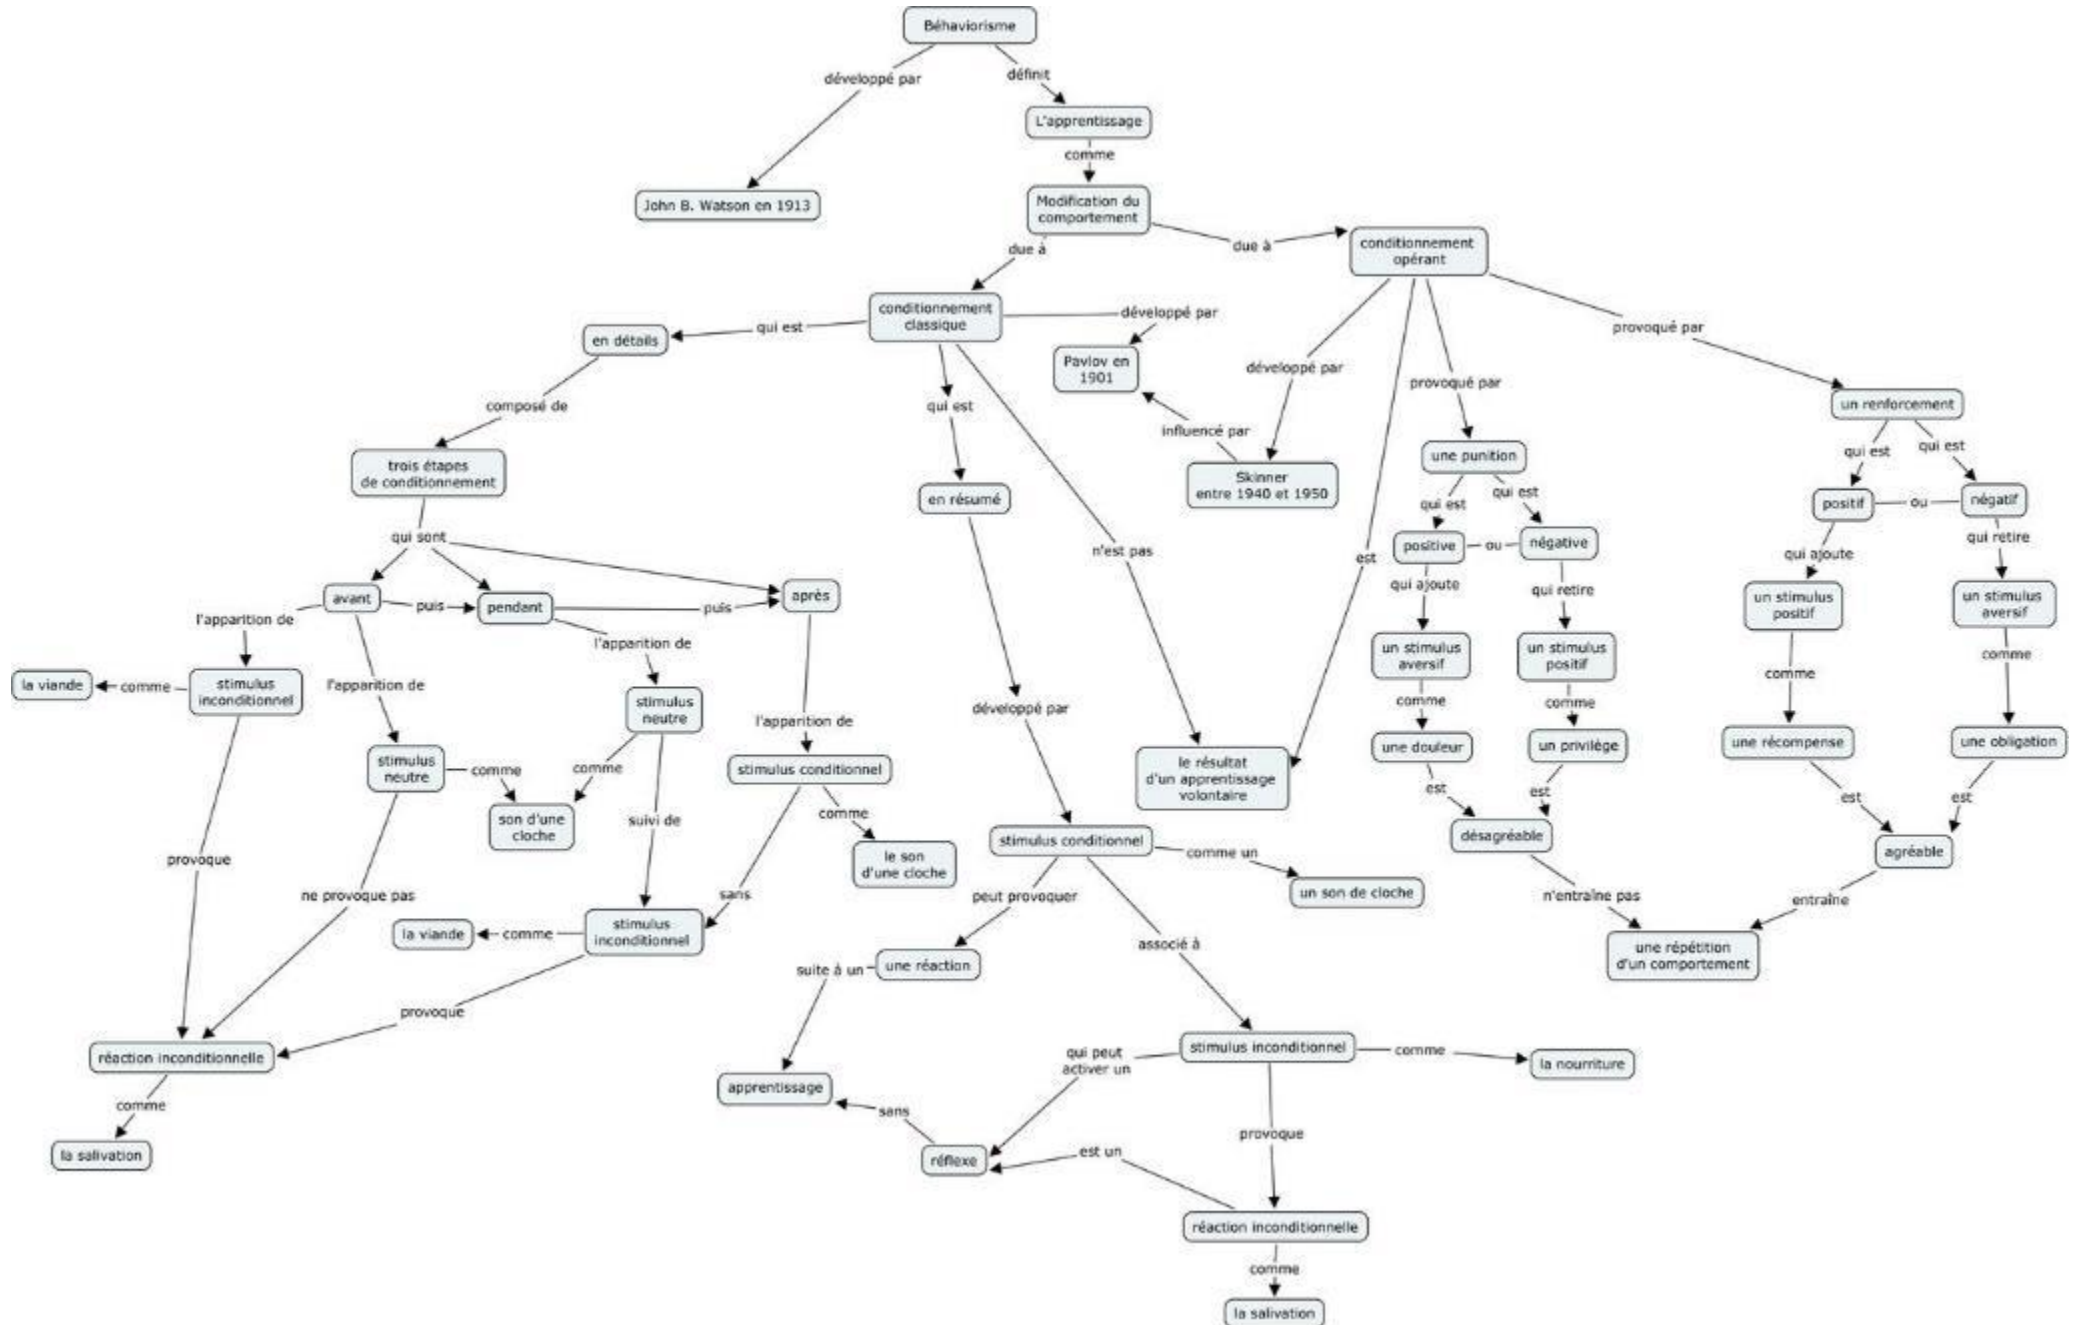 Béhaviorisme
développé par
définit
L'apprentissage
comme
John B. Watson en 1913
Modification du
comportement
due à
due à
conditionnement
opérant
conditionnement
classique
qui est
en détails
développé par
Pavlov en
1901
provoqué par
développé par
provoqué par
composé de
qui est
influencé par
un renforcement
qui est
qui est
trois étapes
de conditionnement
en résumé
Skinner
entre 1940 et 1950
une punition
qui est
qui est
positif
ou
négatif
qui sont
n'est pas
est
positive
ou
négative
qui ajoute
qui retire
avant
puis
pendant
puis
après
qui ajoute
qui retire
un stimulus
positif
un stimulus
aversif
l'apparition de
l'apparition de
un stimulus
aversif
un stimulus
positif
comme
comme
la viande
comme
stimulus
inconditionnel
l'apparition de
stimulus
neutre
développé par
comme
comme
l'apparition de
stimulus
neutre
comme
comme
stimulus conditionnel
le résultat
d'un apprentissage
volontaire
une douleur
un privilège
une récompense
une obligation
est
est
est
est
son d'une
cloche
suivi de
comme
désagréable
agréable
provoque
le son
d'une cloche
stimulus conditionnel
comme un
un son de cloche
ne provoque pas
sans
peut provoquer
n'entraîne pas
entraîne
la viande
comme
stimulus
inconditionnel
associé à
une répétition
d'un comportement
suite à un
une réaction
provoque
réaction inconditionnelle
qui peut
activer un
stimulus inconditionnel
comme
la nourriture
comme
apprentissage
sans
provoque
la salivation
réflexe
est un
réaction inconditionnelle
comme
la salivation